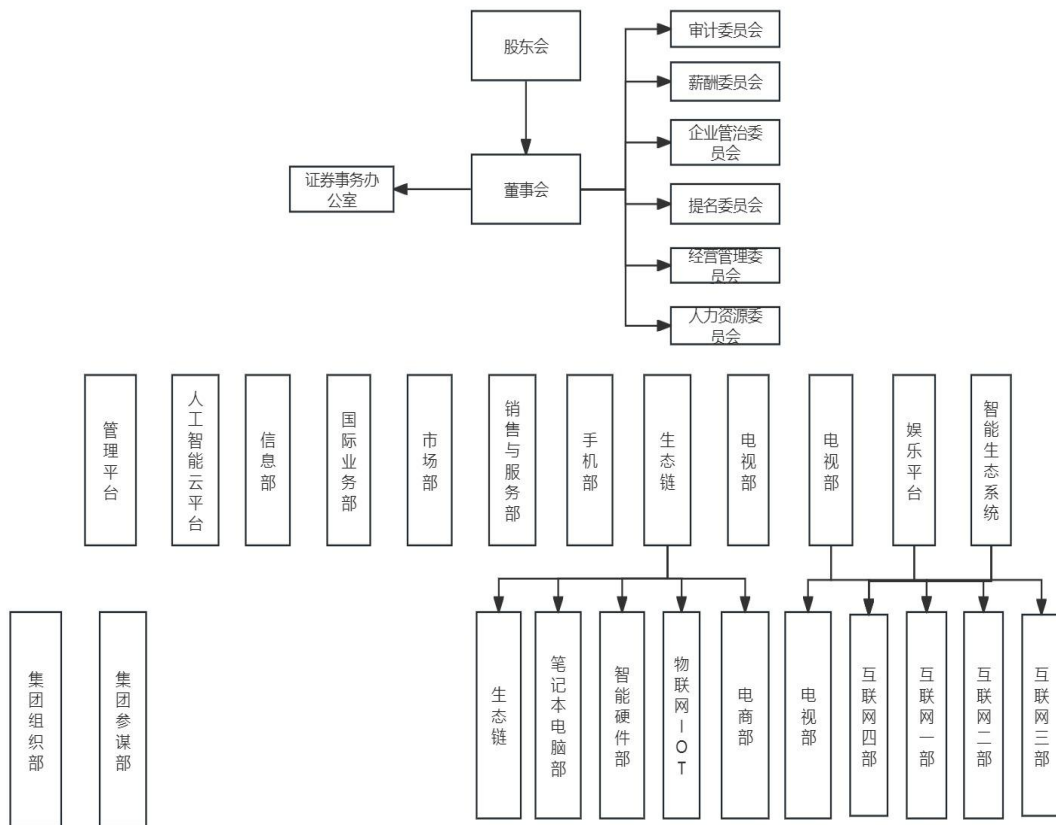 股东会
审计委员会
薪酬委员会
企业管治委
员会
证券事务办
公室
董事会
提名委员会
经营管理委
员会
人力资源委
员会
管理平台
人工智能云平台
信息部
国际业务部
市场部
销售与服务部
手机部
生态链
电视部
电视部
娱乐平台
智能生态系统
集团组织部
集团参谋部
生态链
笔记本电脑部
智能硬件部
物联网IOT
电商部
电视部
互联网四部
互联网一部
互联网二部
互联网三部